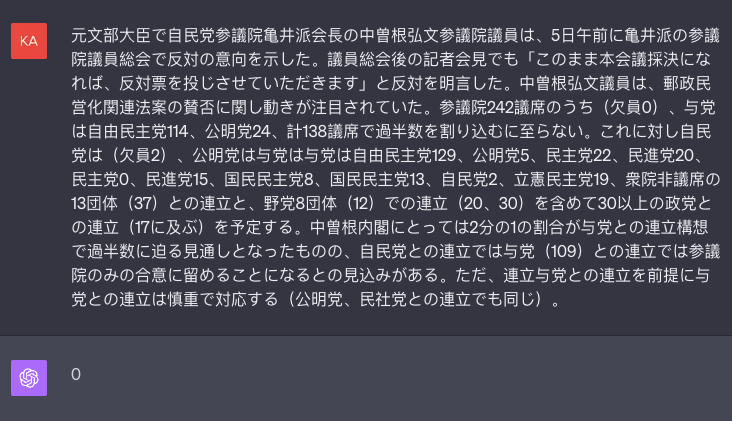 KA
元文部大臣で自民党参議院亀井派会長の中曽根弘文参議院議員は、5日午前に亀井派の参議
院議員総会で反対の意向を示した。議員総会後の記者会見でも「このまま本会議採決にな
れば、反対票を投じさせていただきます」と反対を明言した。中曽根弘文議員は、郵政民
営化関連法案の賛否に関し動きが注目されていた。参議院242議席のうち（欠員0）、与党
は自由民主党114、公明党24、計138議席で過半数を割り込むに至らない。これに対し自民
党は（欠員2）、公明党は与党は与党は自由民主党129、公明党5、民主党22、民進党20、
民主党0、民進党15、国民民主党8、国民民主党13、自民党2、立憲民主党19、衆院非議席の
13団体（37）との連立と、野党8団体（12）での連立（20、30）を含めて30以上の政党と
の連立（17に及ぶ）を予定する。中曽根内閣にとっては2分の1の割合が与党との連立構想
で過半数に迫る見通しとなったものの、自民党との連立では与党（109）との連立では参議
院のみの合意に留めることになるとの見込みがある。ただ、連立与党との連立を前提に与
党との連立は慎重で対応する（公明党、民社党との連立でも同じ）。
0